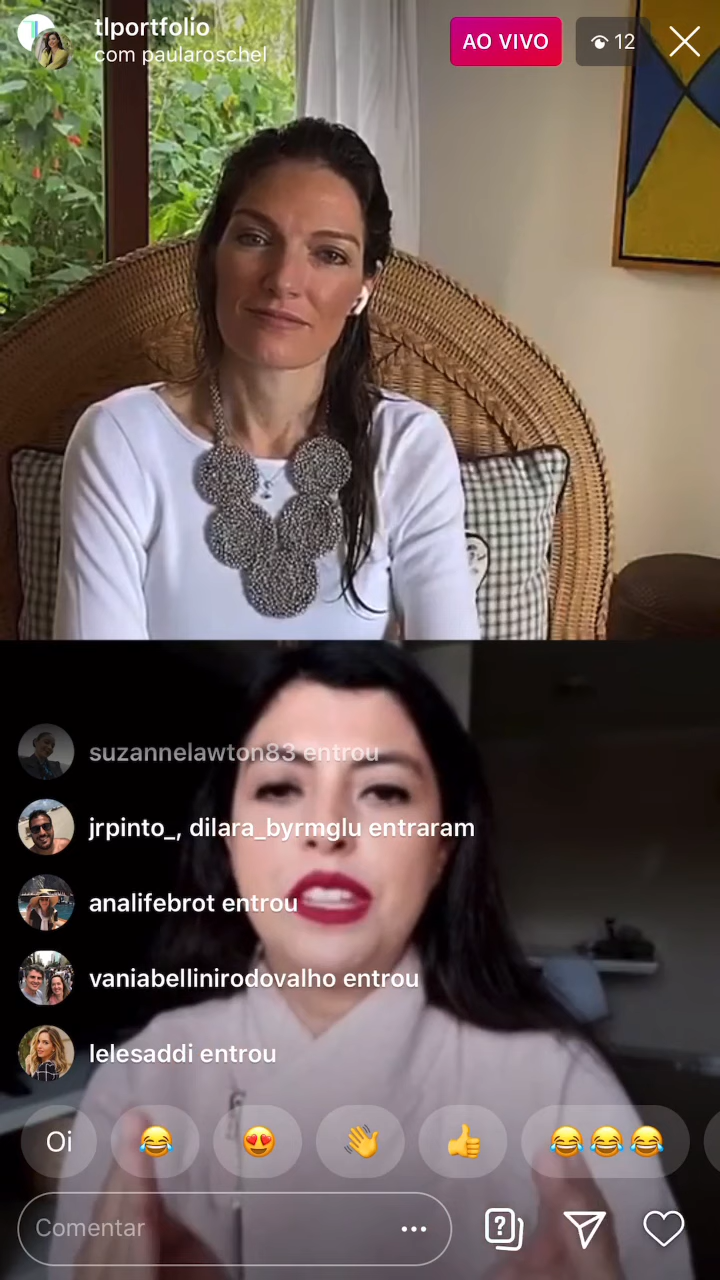 tlportfolio
com paularoschel
AO VIVO
12
suzannelawton83 entrou
jrpinto_, dilara_byrmglu entraram
analifebrot entrou
vaniabellinirodovalho entrou
lelesaddi entrou
Oi
Comentar